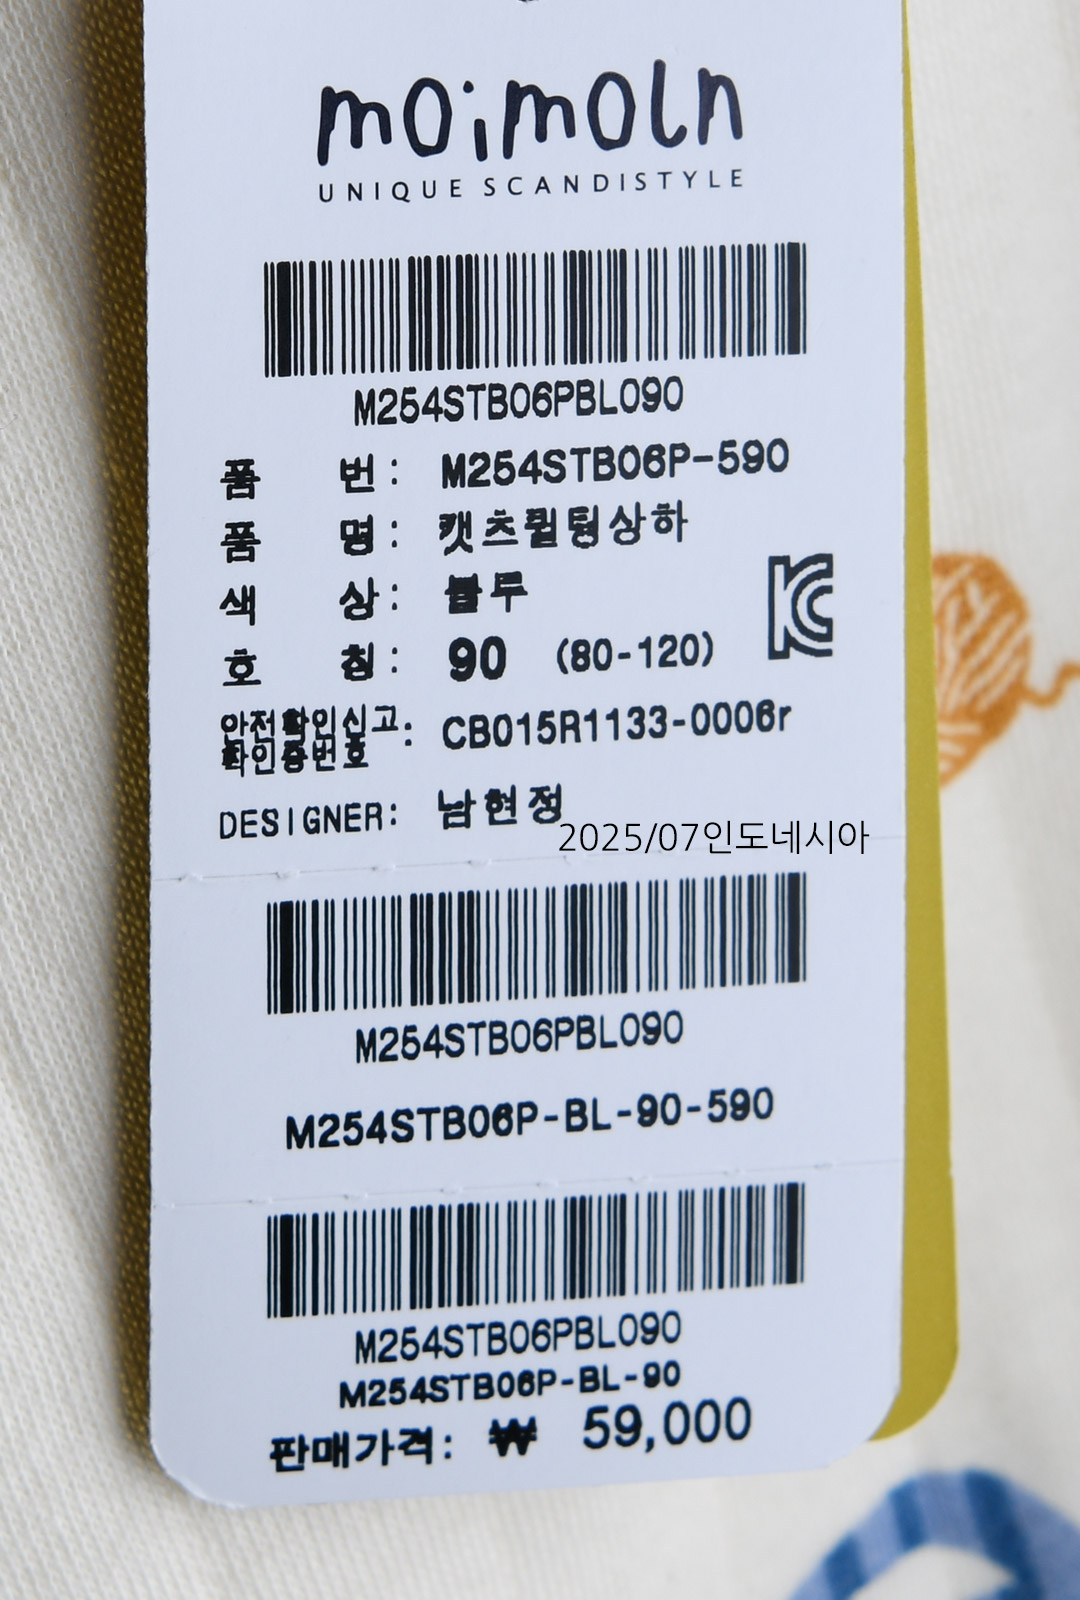 moimoln
UNIQUE SCANDISTYLE
M254STB06PBL090
품 번: M254STB06P-590
품 명: 캣츠퀼팅상하
색 상: 블루
호 칭: 90 (80-120)
안전확인신고: CB015R1133-0006r
확인증번호
DESIGNER: 남현정
2025/07인도네시아
M254STB06PBL090
M254STB06P-BL-90-590
M254STB06PBL090
M254STB06P-BL-90
판매가격: ₩ 59,000